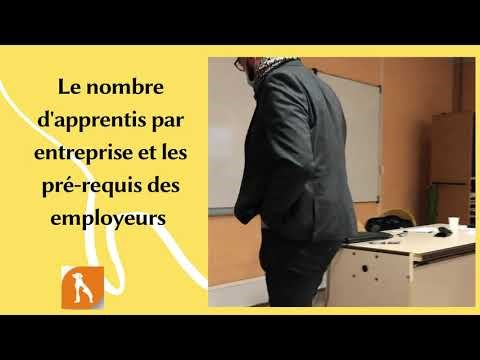 Le nombre
d'apprentis par
entreprise et les
pré-requis des
employeurs